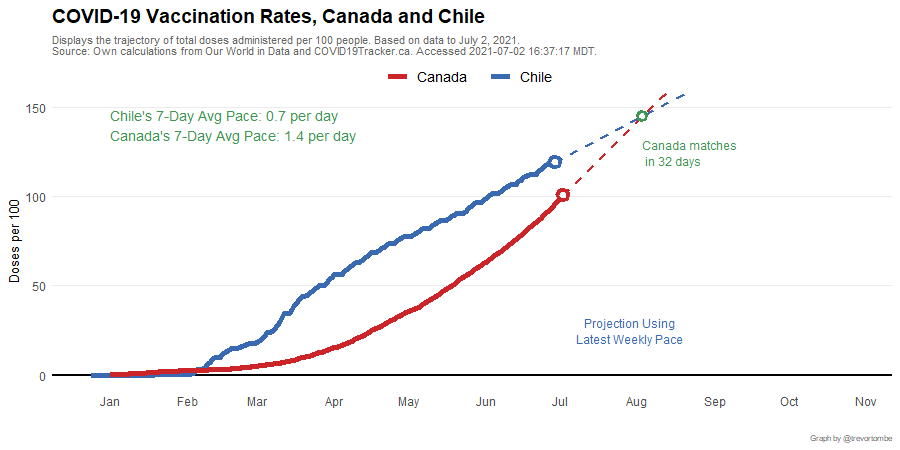 COVID-19 Vaccination Rates, Canada and Chile
Displays the trajectory of total doses administered per 100 people. Based on data to July 2, 2021.
Source: Own calculations from Our World in Data and COVID19Tracker.ca. Accessed 2021-07-02 16:37:17 MDT.
Canada Chile
150
Chile's 7-Day Avg Pace: 0.7 per day
Canada's 7-Day Avg Pace: 1.4 per day
Canada matches
in 32 days
100
Doses per 100
50
Projection Using
Latest Weekly Pace
0
Jan Feb Mar Apr May Jun Jul Aug Sep Oct Nov
Graph by @trevortombe